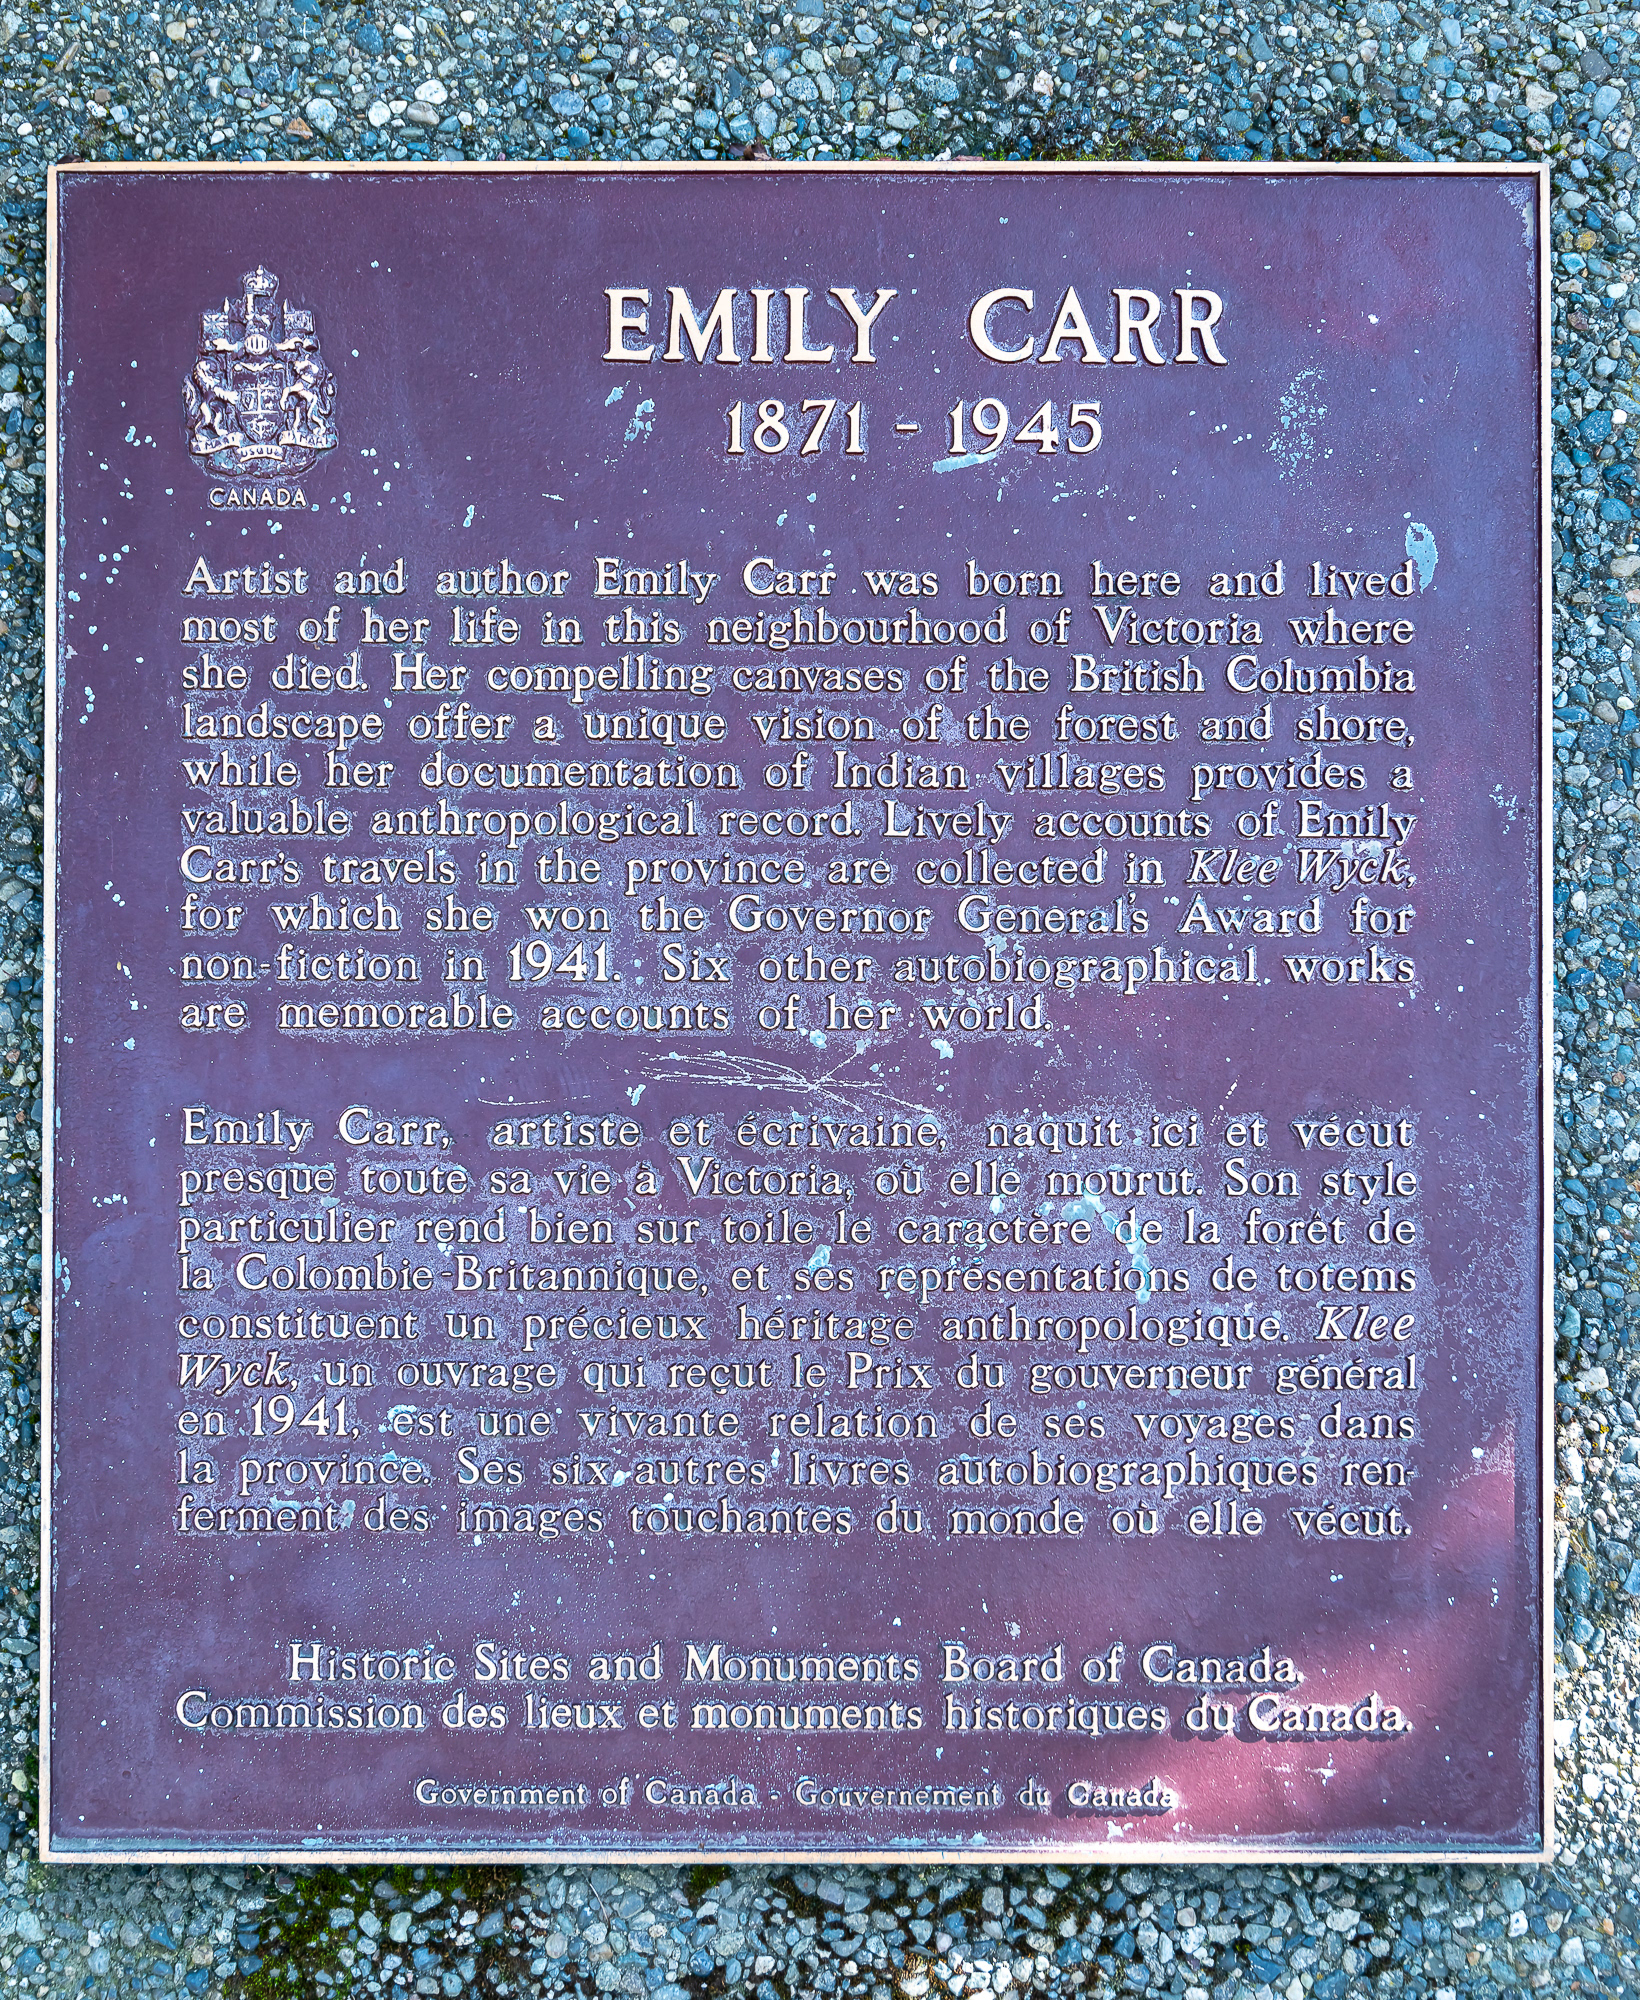 EMILY CARR
1871 - 1945
A MARI USQUE AD MARE
CANADA
Artist and author Emily Carr was born here and lived
most of her life in this neighbourhood of Victoria where
she died. Her compelling canvases of the British Columbia
landscape offer a unique vision of the forest and shore,
while her documentation of Indian villages provides a
valuable anthropological record. Lively accounts of Emily
Carr's travels in the province are collected in Klee Wyck,
for which she won the Governor General's Award for
non-fiction in 1941. Six other autobiographical works
are memorable accounts of her world.
Emily Carr, artiste et écrivaine, naquit ici et vécut
presque toute sa vie à Victoria, où elle mourut. Son style
particulier rend bien sur toile le caractère de la forêt de
la Colombie-Britannique, et ses représentations de totems
constituent un précieux héritage anthropologique. Klee
Wyck, un ouvrage qui reçut le Prix du gouverneur général
en 1941, est une vivante relation de ses voyages dans
la province. Ses six autres livres autobiographiques ren-
ferment des images touchantes du monde où elle vécut.
Historic Sites and Monuments Board of Canada.
Commission des lieux et monuments historiques du Canada.
Government of Canada - Gouvernement du Canada